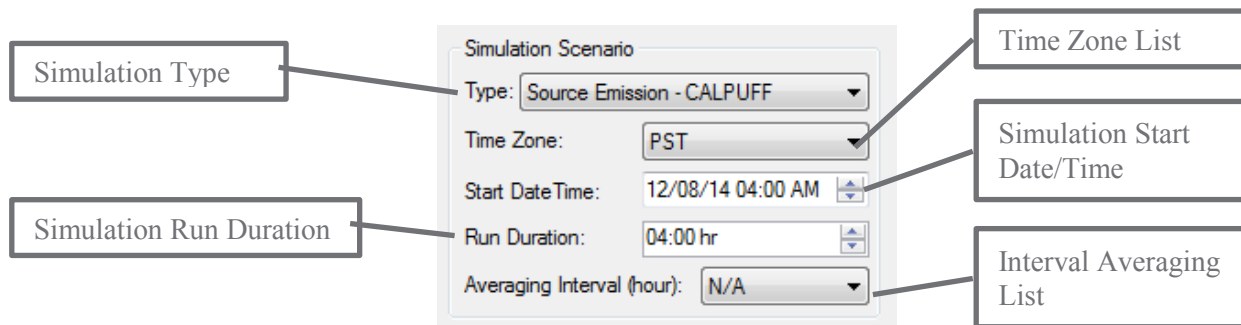 Simulation Type
Simulation Run Duration
Simulation Scenario
Type: Source Emission - CALPUFF
Time Zone: PST
Start DateTime: 12/08/14 04:00 AM
Run Duration: 04:00 hr
Averaging Interval (hour): N/A
Time Zone List
Simulation Start
Date/Time
Interval Averaging
List